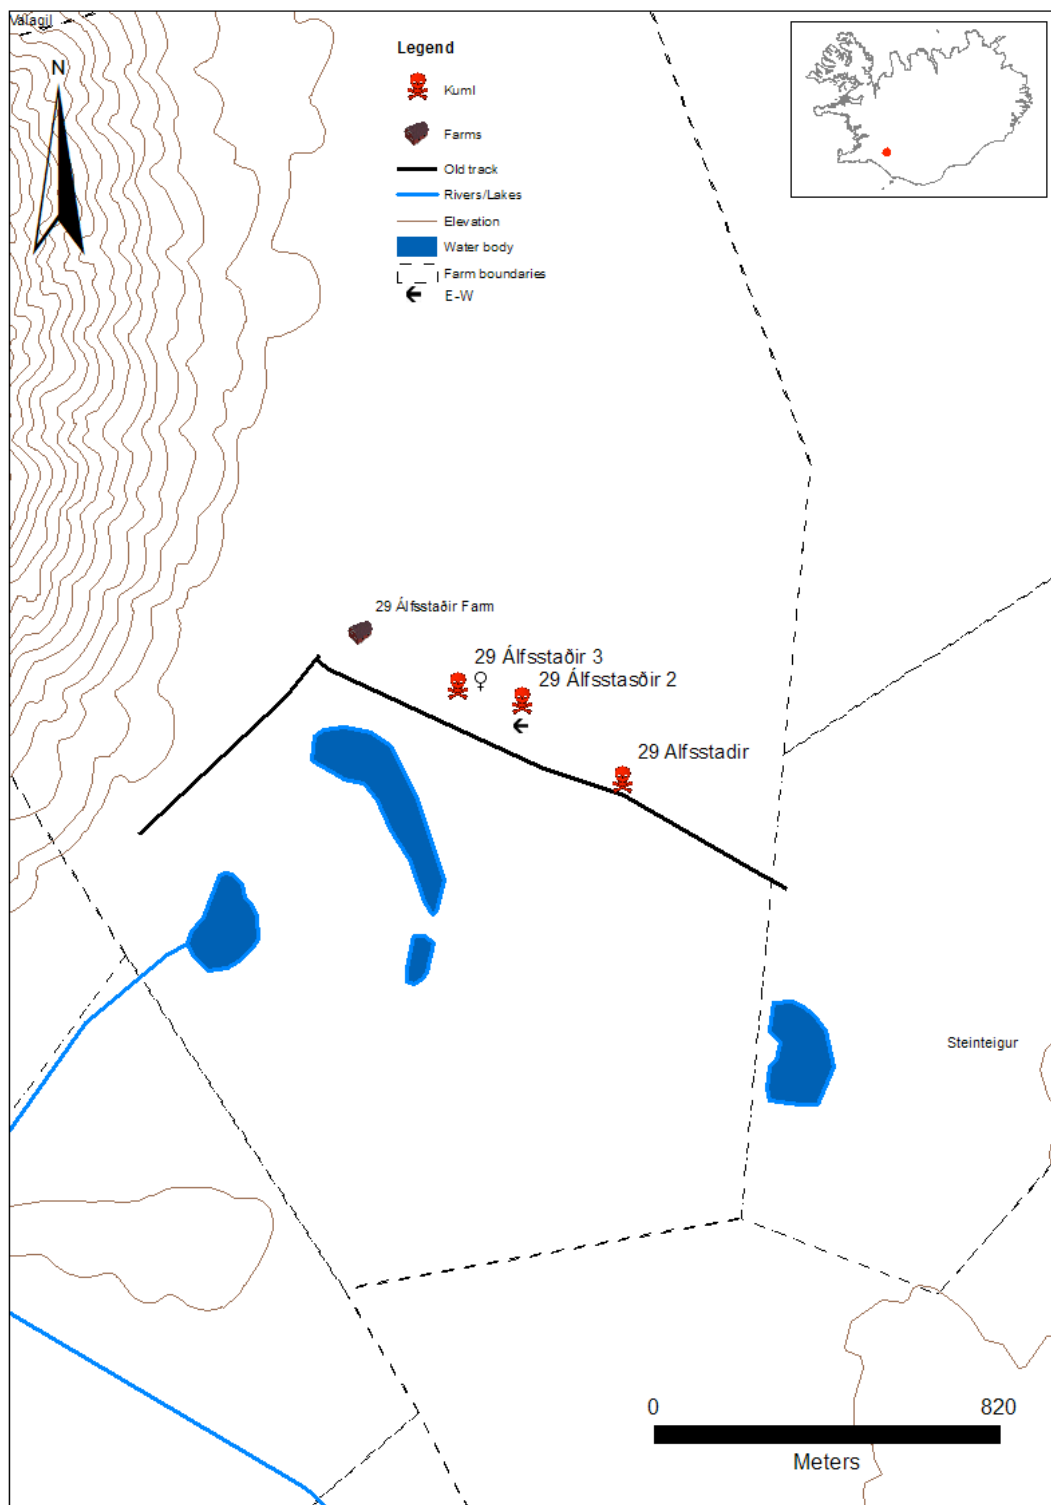 Valagil
N
Legend
Kuml
Farms
Old track
Rivers/Lakes
Elevation
Water body
Farm boundaries
E-W
29 Álfsstaðir Farm
29 Álfsstaðir 3
29 Álfsstasðir 2
29 Alfsstadir
Steinteigur
0 820
Meters